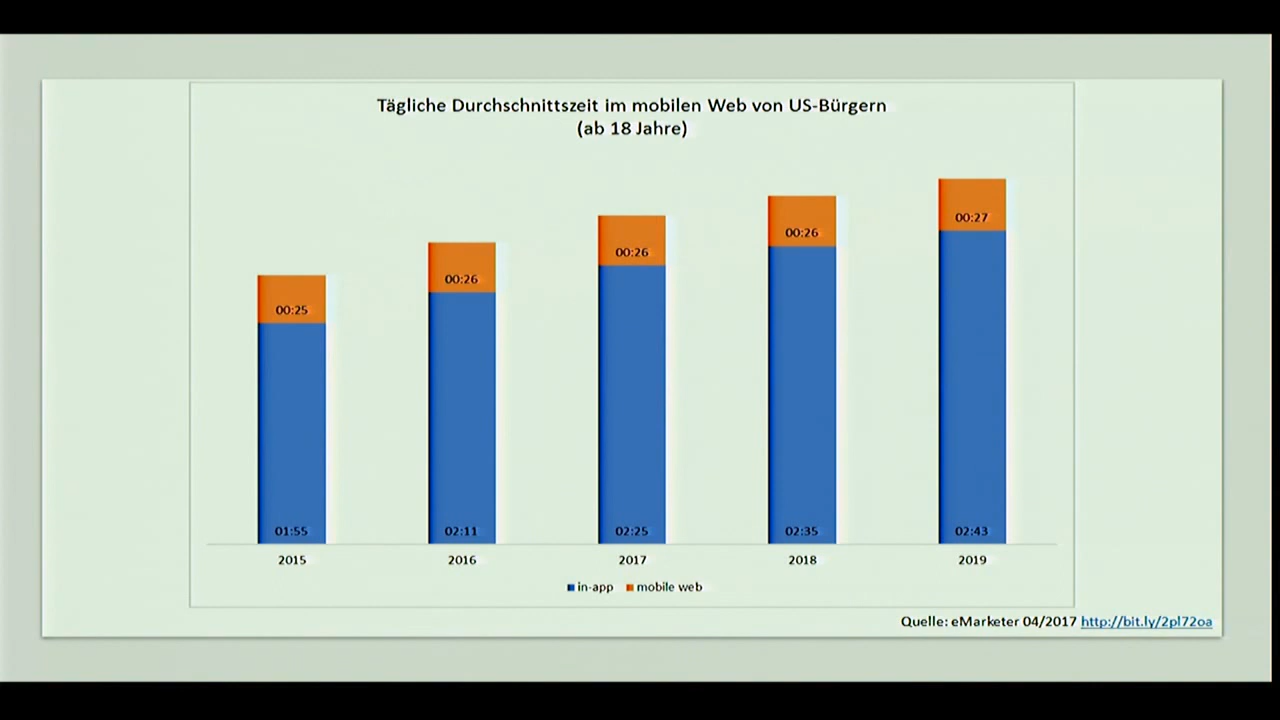 Tägliche Durchschnittszeit im mobilen Web von US-Bürgern
(ab 18 Jahre)
00:25 00:26 00:26 00:26 00:27
01:55 02:11 02:25 02:35 02:43
2015 2016 2017 2018 2019
in-app mobile web
Quelle: eMarketer 04/2017 http://bit.ly/2pl72oa